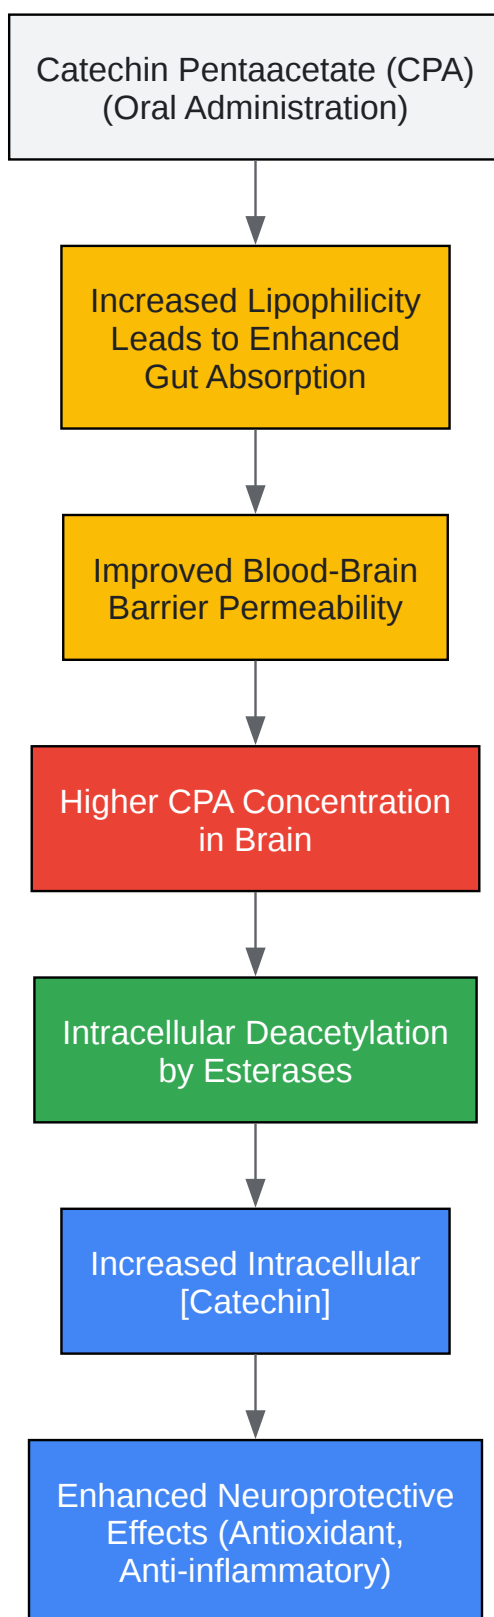 Catechin Pentaacetate (CPA)
(Oral Administration)
Increased Lipophilicity
Leads to Enhanced
Gut Absorption
Improved Blood-Brain
Barrier Permeability
Higher CPA Concentration
in Brain
Intracellular Deacetylation
by Esterases
Increased Intracellular
[Catechin]
Enhanced Neuroprotective
Effects (Antioxidant,
Anti-inflammatory)